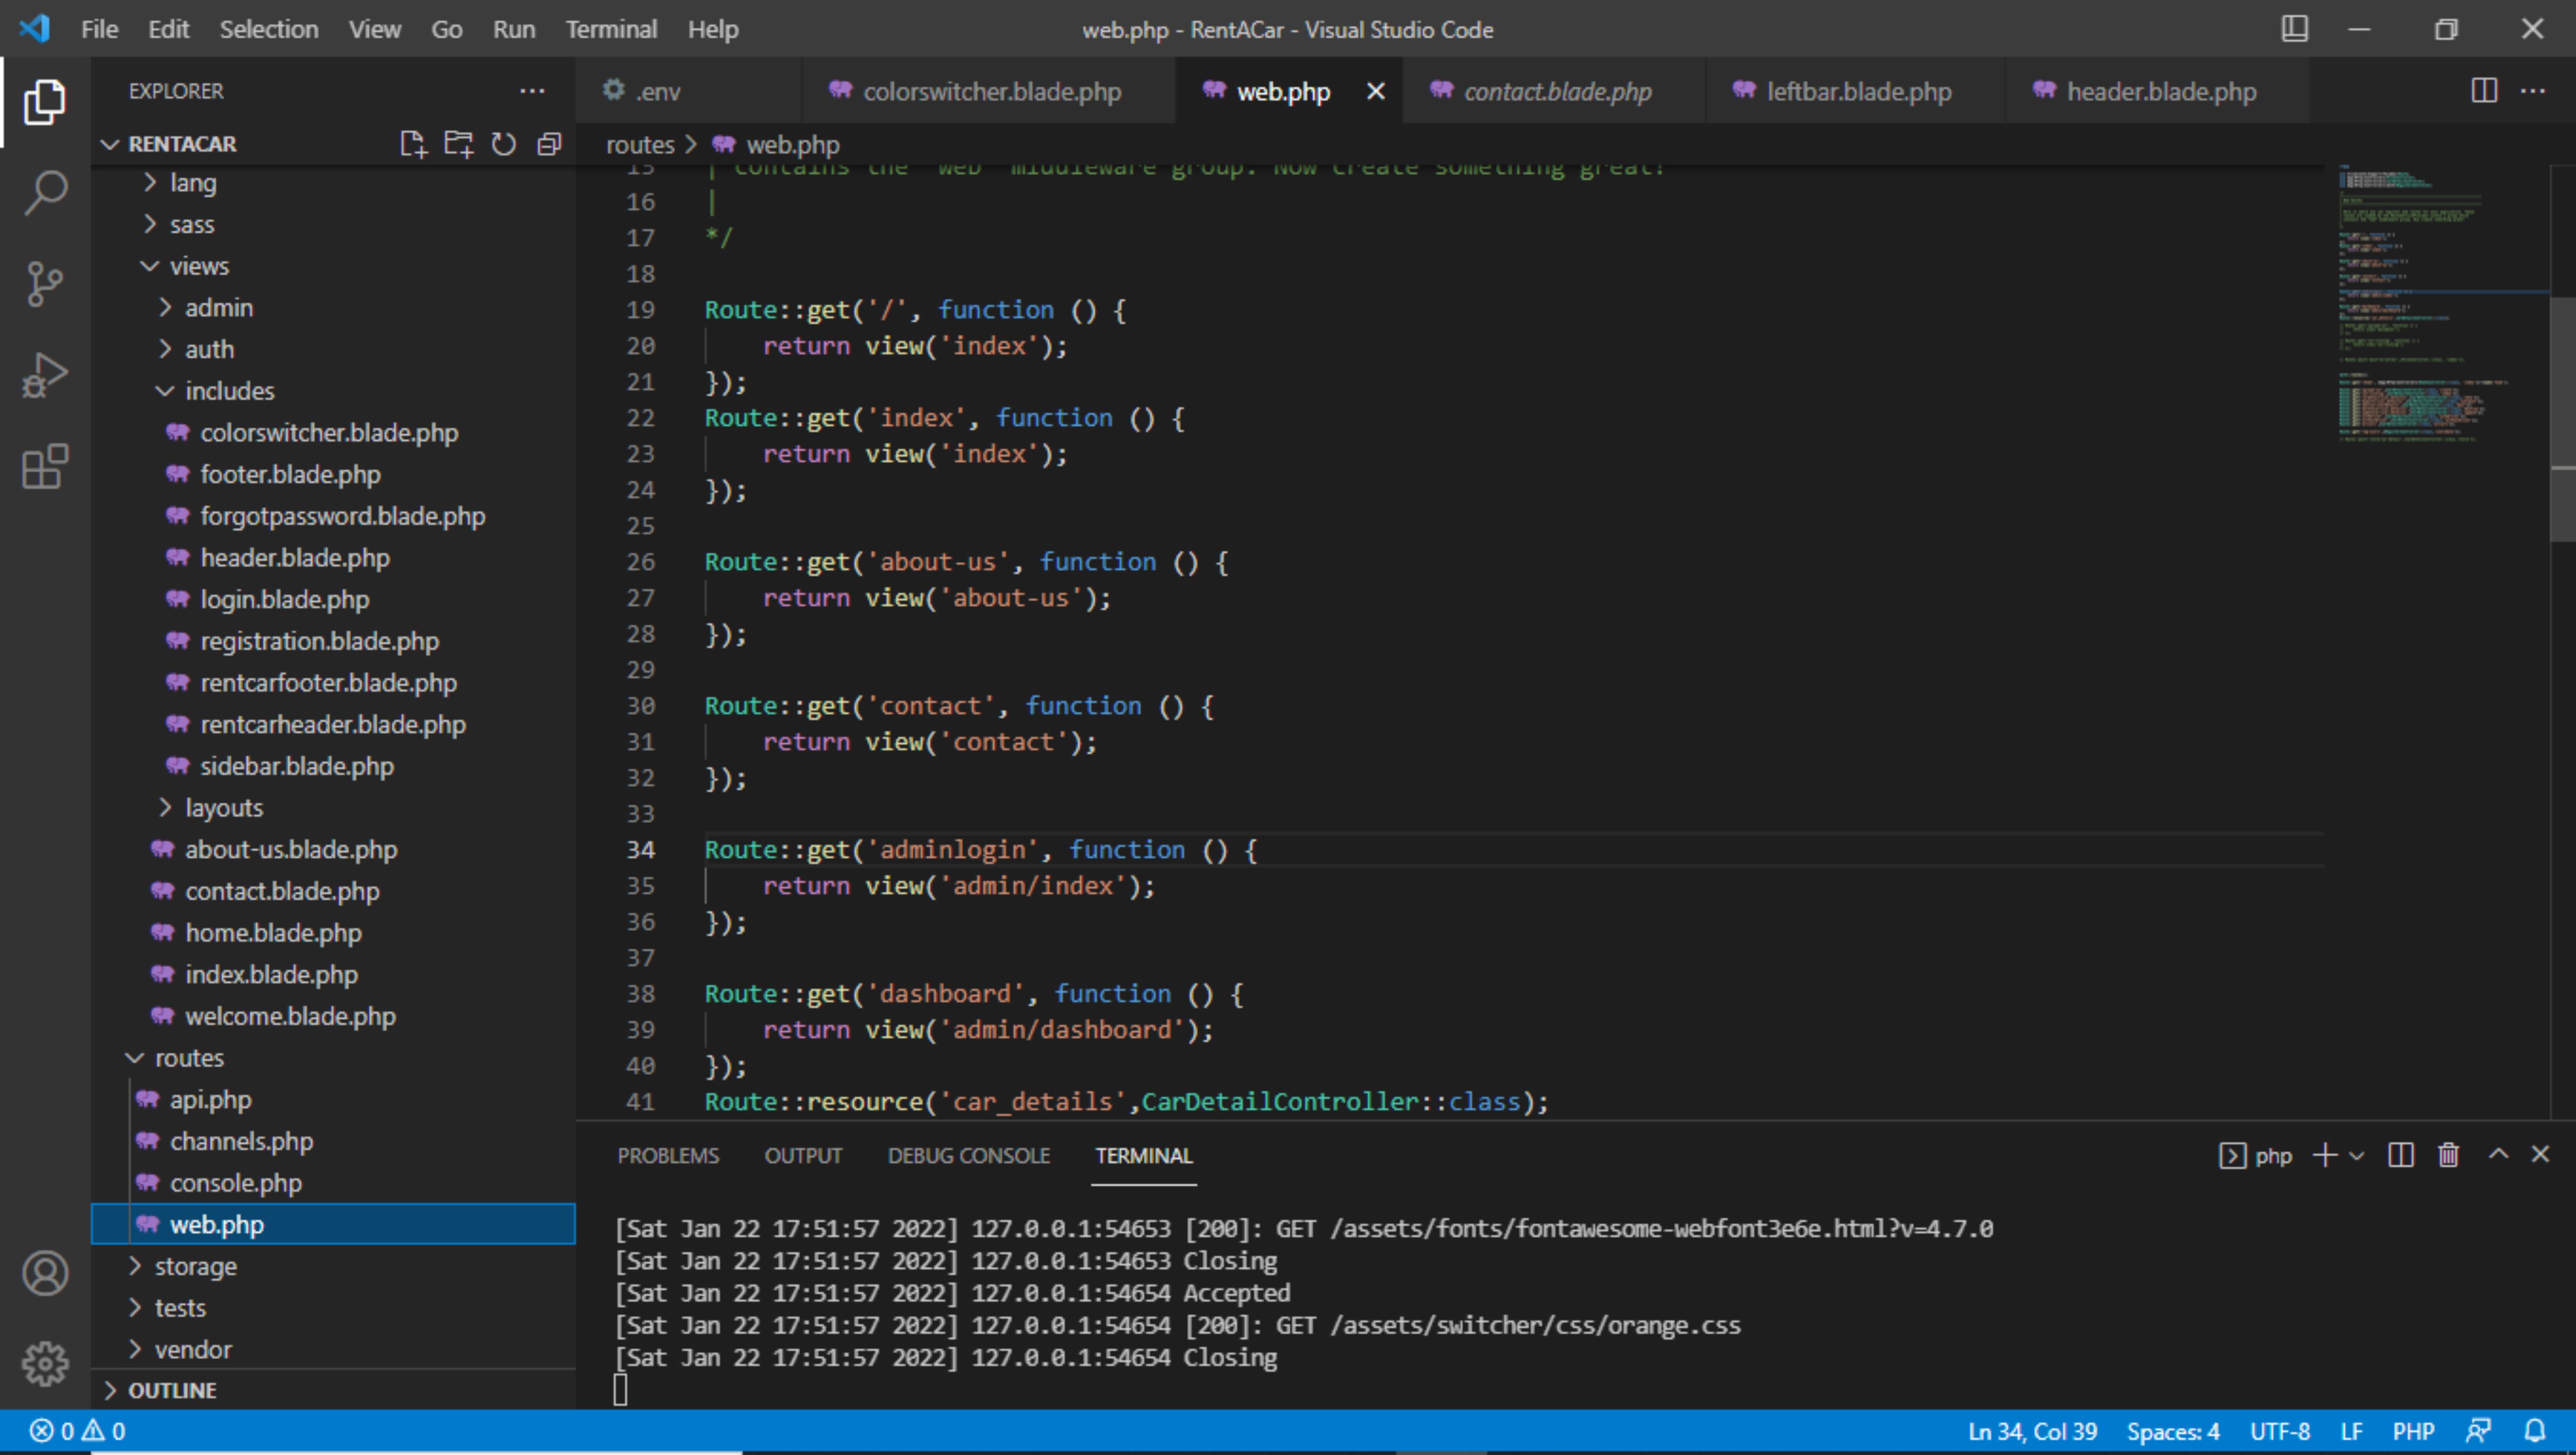 File Edit Selection View Go Run Terminal Help
web.php - RentACar - Visual Studio Code
EXPLORER
RENTACAR
lang
sass
views
admin
auth
includes
colorswitcher.blade.php
footer.blade.php
forgotpassword.blade.php
header.blade.php
login.blade.php
registration.blade.php
rentcarfooter.blade.php
rentcarheader.blade.php
sidebar.blade.php
layouts
about-us.blade.php
contact.blade.php
home.blade.php
index.blade.php
welcome.blade.php
routes
api.php
channels.php
console.php
web.php
storage
tests
vendor
OUTLINE
.env colorswitcher.blade.php web.php contact.blade.php leftbar.blade.php header.blade.php
routes > web.php
15 | contains the "web" middleware group. Now create something great!
16 |
17 */
18
19 Route::get('/', function () {
20     return view('index');
21 });
22 Route::get('index', function () {
23     return view('index');
24 });
25
26 Route::get('about-us', function () {
27     return view('about-us');
28 });
29
30 Route::get('contact', function () {
31     return view('contact');
32 });
33
34 Route::get('adminlogin', function () {
35     return view('admin/index');
36 });
37
38 Route::get('dashboard', function () {
39     return view('admin/dashboard');
40 });
41 Route::resource('car_details',CarDetailController::class);
PROBLEMS OUTPUT DEBUG CONSOLE TERMINAL
php
[Sat Jan 22 17:51:57 2022] 127.0.0.1:54653 [200]: GET /assets/fonts/fontawesome-webfont3e6e.html?v=4.7.0
[Sat Jan 22 17:51:57 2022] 127.0.0.1:54653 Closing
[Sat Jan 22 17:51:57 2022] 127.0.0.1:54654 Accepted
[Sat Jan 22 17:51:57 2022] 127.0.0.1:54654 [200]: GET /assets/switcher/css/orange.css
[Sat Jan 22 17:51:57 2022] 127.0.0.1:54654 Closing
0 0
Ln 34, Col 39 Spaces: 4 UTF-8 LF PHP